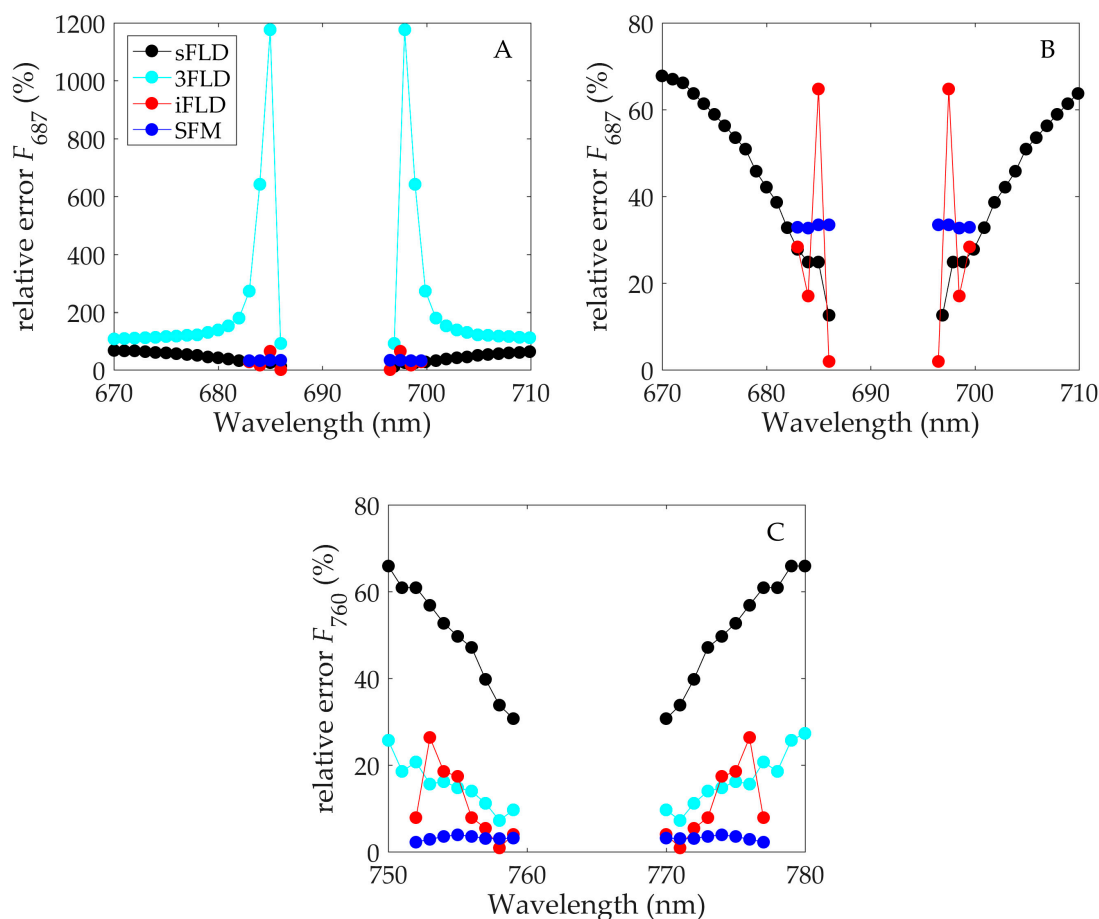 A
relative error F687 (%)
1200
1000
800
600
400
200
0
sFLD
3FLD
iFLD
SFM
670 680 690 700 710
Wavelength (nm)
B
relative error F687 (%)
80
60
40
20
0
670 680 690 700 710
Wavelength (nm)
C
relative error F760 (%)
80
60
40
20
0
750 760 770 780
Wavelength (nm)